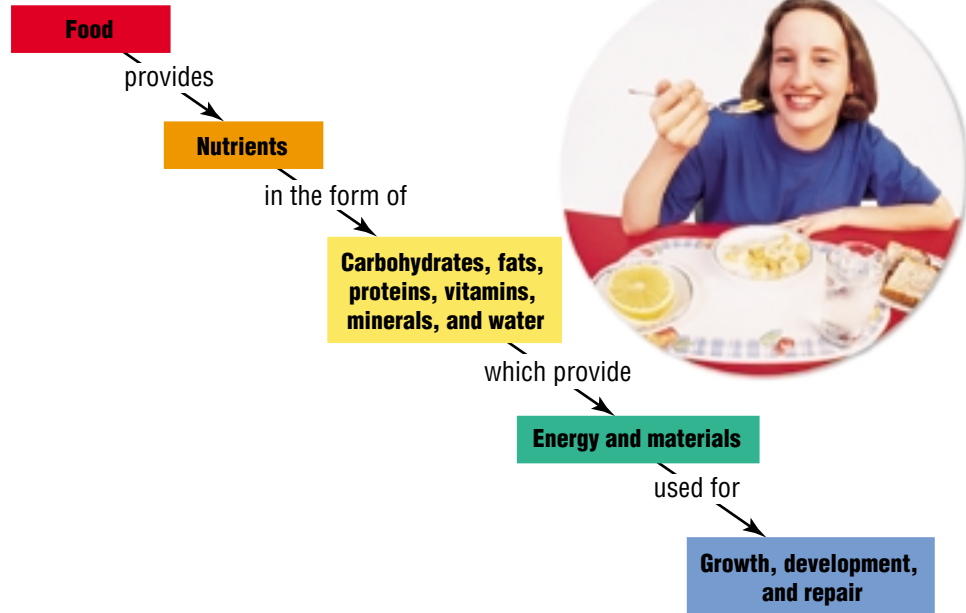 Food
provides
Nutrients
in the form of
Carbohydrates, fats,
proteins, vitamins,
minerals, and water
which provide
Energy and materials
used for
Growth, development,
and repair